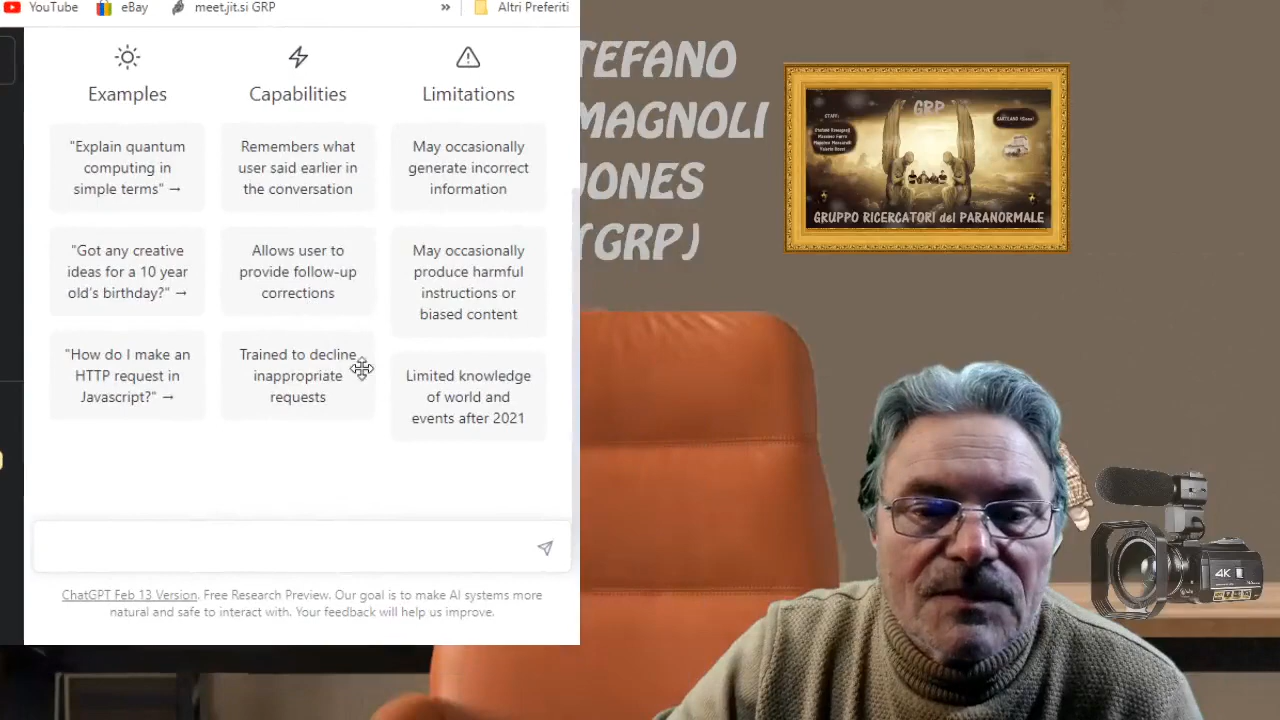 YouTube
eBay
meet.jit.si GRP
»
Altri Preferiti
Examples
"Explain quantum
computing in
simple terms" →
"Got any creative
ideas for a 10 year
old's birthday?" →
"How do I make an
HTTP request in
Javascript?" →
Capabilities
Remembers what
user said earlier in
the conversation
Allows user to
provide follow-up
corrections
Trained to decline
inappropriate
requests
Limitations
May occasionally
generate incorrect
information
May occasionally
produce harmful
instructions or
biased content
Limited knowledge
of world and
events after 2021
ChatGPT Feb 13 Version. Free Research Preview. Our goal is to make AI systems more
natural and safe to interact with. Your feedback will help us improve.
TEFANO
MAGNOLI
JONES
(GRP)
GRP
STAFF:
GRUPPO RICERCATORI del PARANORMALE
4K